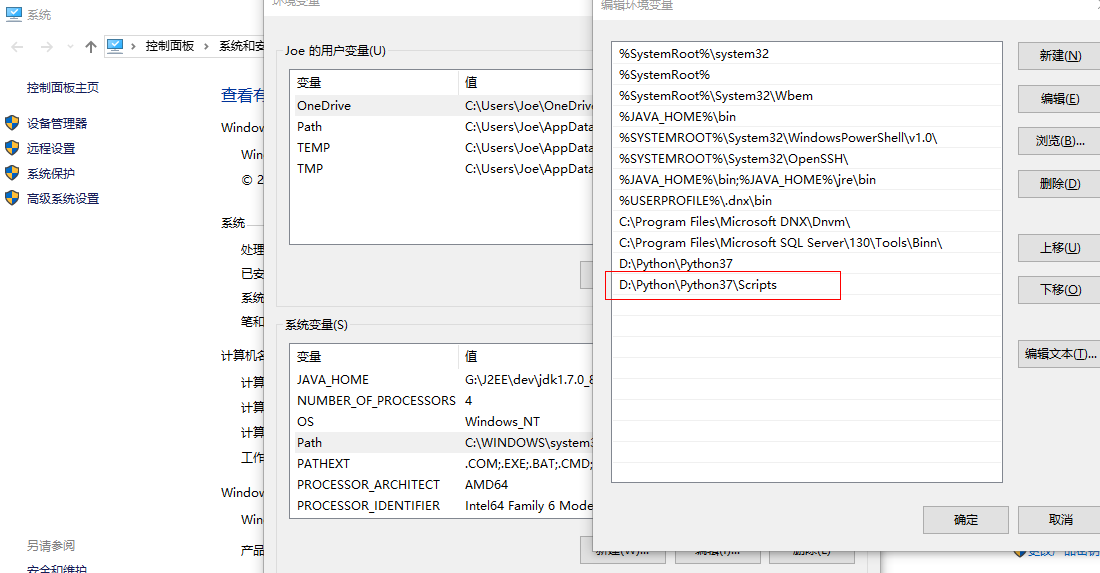 系统
控制面板
系统和安
控制面板主页
设备管理器
远程设置
系统保护
高级系统设置
另请参阅
安全和维护
查看有
Window
Win
© 2
系统
处理
已安
系统
笔和
计算机名
计算
计算
计算
工作
Window
Win
产品
环境变量
Joe 的用户变量(U)
变量 值
OneDrive C:\Users\Joe\OneDrive
Path C:\Users\Joe\AppData
TEMP C:\Users\Joe\AppData
TMP C:\Users\Joe\AppData
系统变量(S)
变量 值
JAVA_HOME G:\J2EE\dev\jdk1.7.0_8
NUMBER_OF_PROCESSORS 4
OS Windows_NT
Path C:\WINDOWS\system3
PATHEXT .COM;.EXE;.BAT;.CMD;
PROCESSOR_ARCHITECT AMD64
PROCESSOR_IDENTIFIER Intel64 Family 6 Mode
新建(W)... 编辑(I)... 删除(L)
编辑环境变量
%SystemRoot%\system32
%SystemRoot%
%SystemRoot%\System32\Wbem
%JAVA_HOME%\bin
%SYSTEMROOT%\System32\WindowsPowerShell\v1.0\
%SYSTEMROOT%\System32\OpenSSH\
%JAVA_HOME%\bin;%JAVA_HOME%\jre\bin
%USERPROFILE%\.dnx\bin
C:\Program Files\Microsoft DNX\Dnvm\
C:\Program Files\Microsoft SQL Server\130\Tools\Binn\
D:\Python\Python37
D:\Python\Python37\Scripts
新建(N)
编辑(E)
浏览(B)...
删除(D)
上移(U)
下移(O)
编辑文本(T)...
确定 取消
更改产品密钥